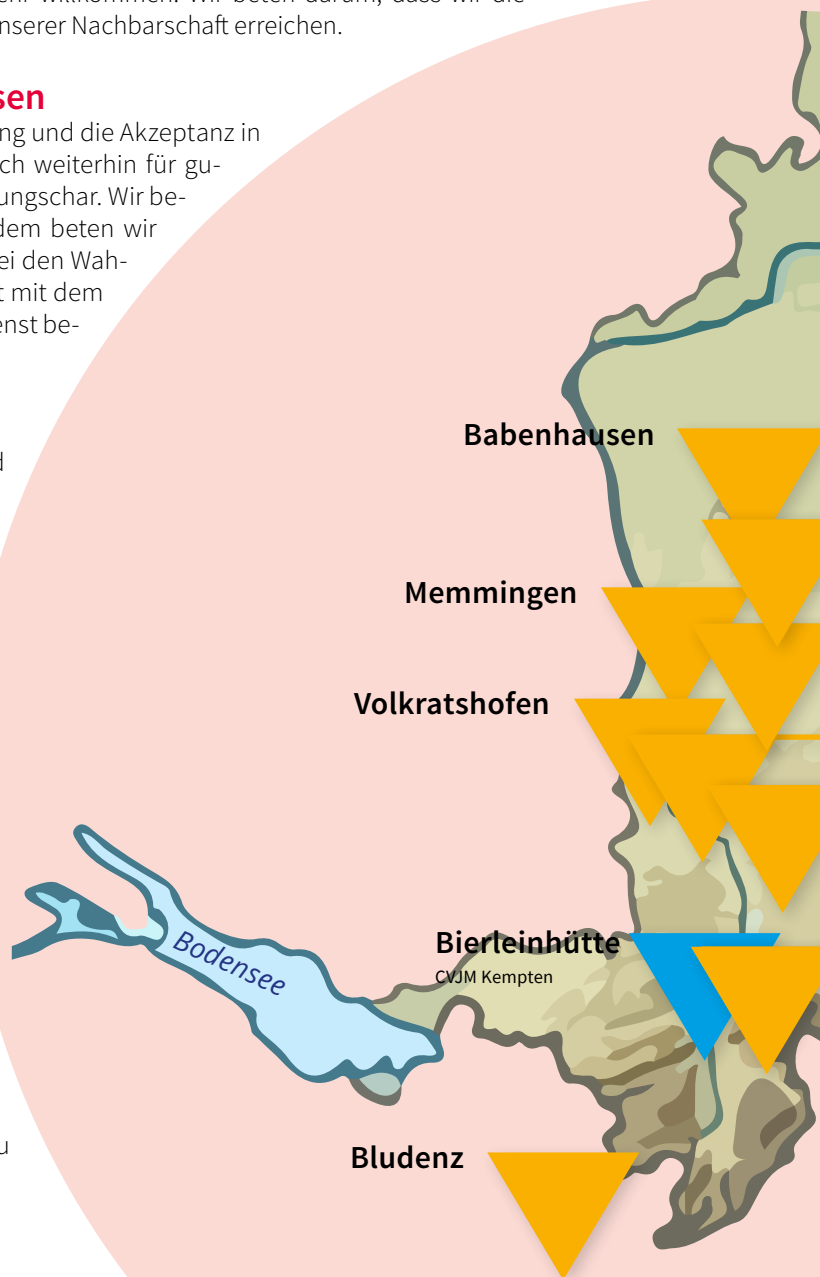 nserer Nachbarschaft erreichen.
sen
ng und die Akzeptanz in
ch weiterhin für gu-
ungschar. Wir be-
dem beten wir
ei den Wah-
t mit dem
enst be-
d
Babenhausen
Memmingen
Volkratshofen
Bodensee
Bierleinhütte
CVJM Kempten
u
Bludenz